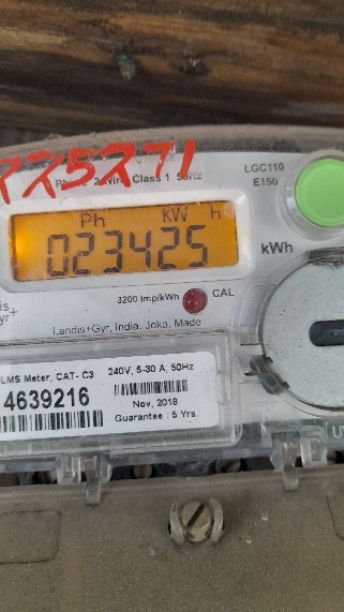 225271
2 Wire, Class 1 50Hz
LGC110
E150
Ph KW h
023425
kWh
3200 imp/kWh CAL
Landis+Gyr, India, Joka, Made
LMS Meter, CAT- C3 240V, 5-30 A, 50Hz
4639216
Nov, 2018
Guarantee : 5 Yrs.